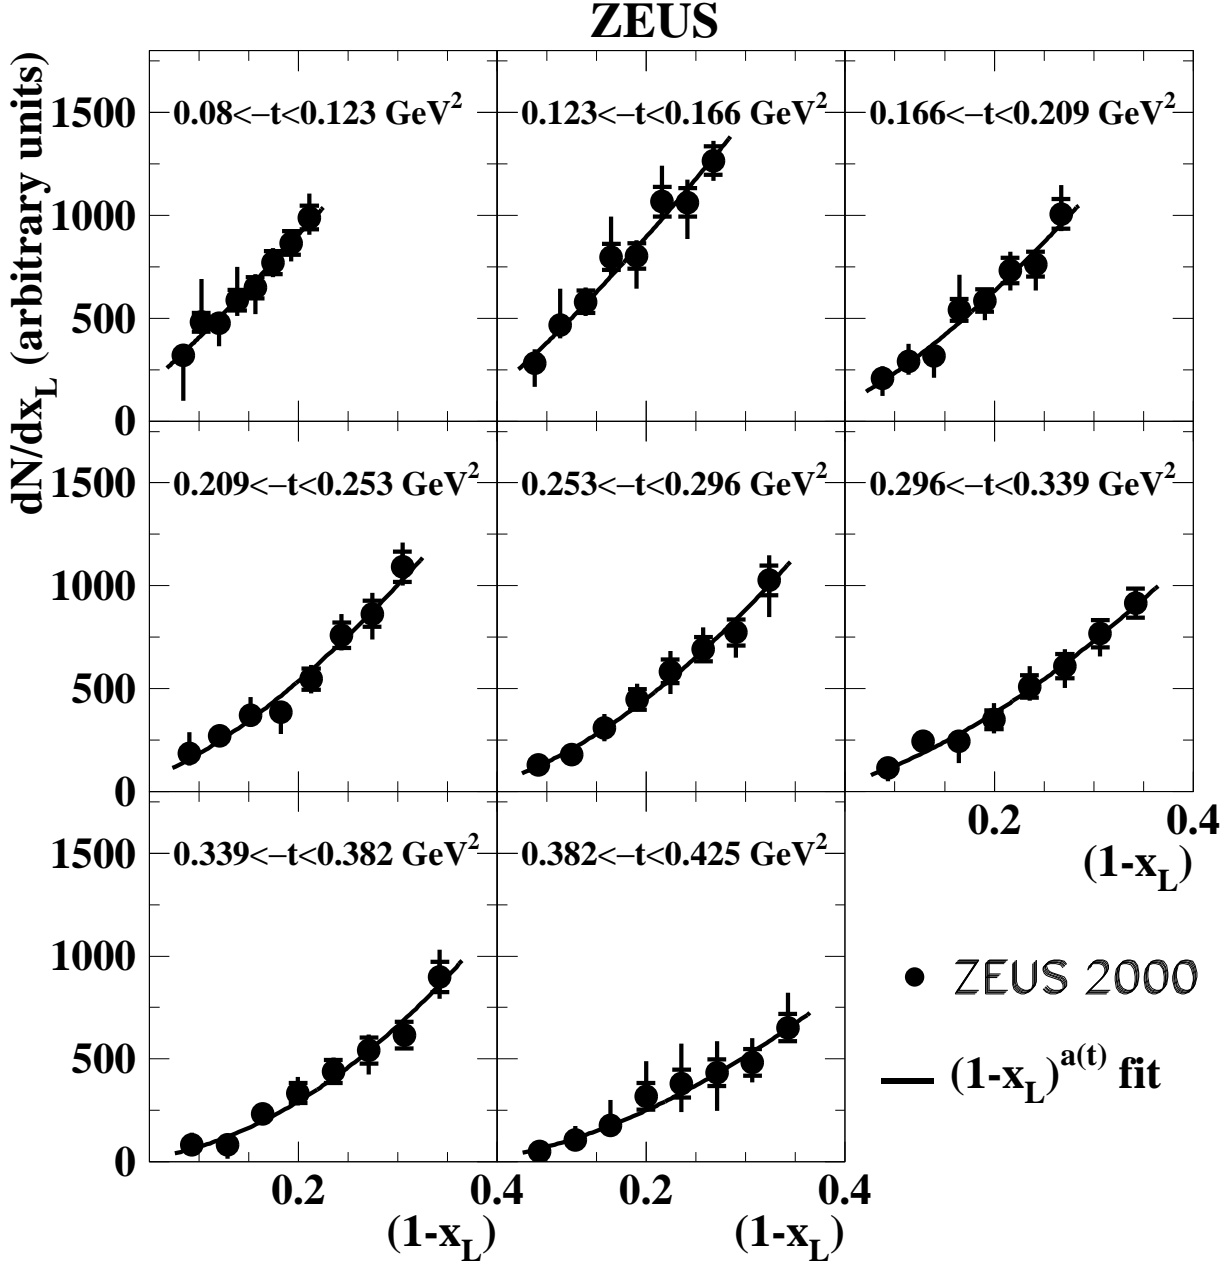 ZEUS
dN/dx_L (arbitrary units)
0.08<−t<0.123 GeV²
0.123<−t<0.166 GeV²
0.166<−t<0.209 GeV²
1500
1000
500
0
0.209<−t<0.253 GeV²
0.253<−t<0.296 GeV²
0.296<−t<0.339 GeV²
1500
1000
500
0
0.2 0.4
(1-x_L)
0.339<−t<0.382 GeV²
0.382<−t<0.425 GeV²
1500
1000
500
0
0.2 0.4 0.2 0.4
(1-x_L) (1-x_L)
ZEUS 2000
(1-x_L)^a(t) fit